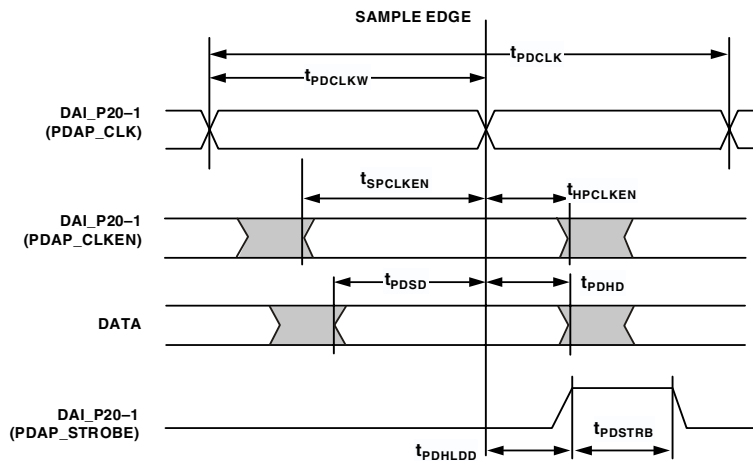 SAMPLE EDGE
tPDCLK
tPDCLKW
DAI_P20–1
(PDAP_CLK)
tSPCLKEN
tHPCLKEN
DAI_P20–1
(PDAP_CLKEN)
tPDSD
tPDHD
DATA
DAI_P20–1
(PDAP_STROBE)
tPDSTRB
tPDHLDD